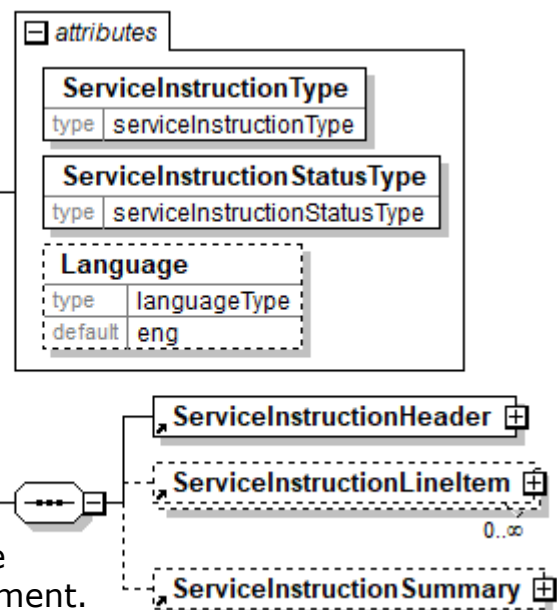 attributes
ServiceInstructionType
type serviceInstructionType
ServiceInstructionStatusType
type serviceInstructionStatusType
Language
type languageType
default eng
ServiceInstructionHeader
ServiceInstructionLineItem
0..∞
ServiceInstructionSummary